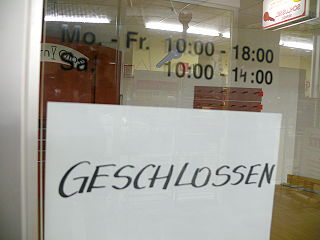 Mo. - Fr. 10:00 - 18:00
Sa. 10:00 - 14:00
GESCHLOSSEN